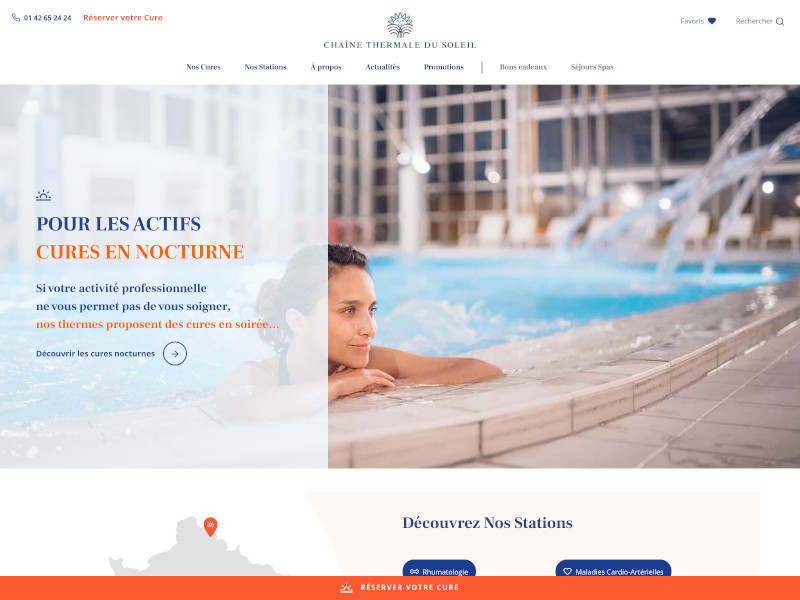 01 42 65 24 24
Réserver votre Cure
CHAÎNE THERMALE DU SOLEIL
Favoris
Rechercher
Nos Cures
Nos Stations
À propos
Actualités
Promotions
Bons cadeaux
Séjours Spas
POUR LES ACTIFS
CURES EN NOCTURNE
Si votre activité professionnelle
ne vous permet pas de vous soigner,
nos thermes proposent des cures en soirée...
Découvrir les cures nocturnes
Découvrez Nos Stations
Rhumatologie
Maladies Cardio-Artérielles
RÉSERVER VOTRE CURE